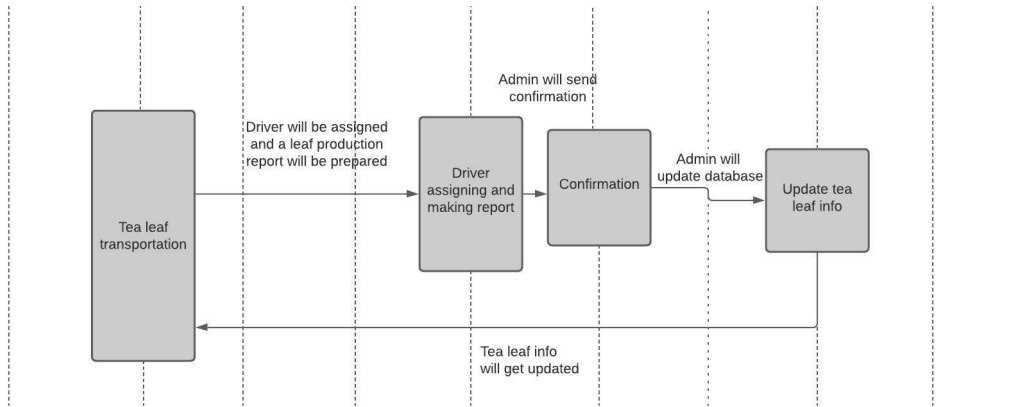 Admin will send
confirmation
Driver will be assigned
and a leaf production
report will be prepared
Driver
assigning and
making report
Confirmation
Admin will
update database
Update tea
leaf info
Tea leaf
transportation
Tea leaf info
will get updated